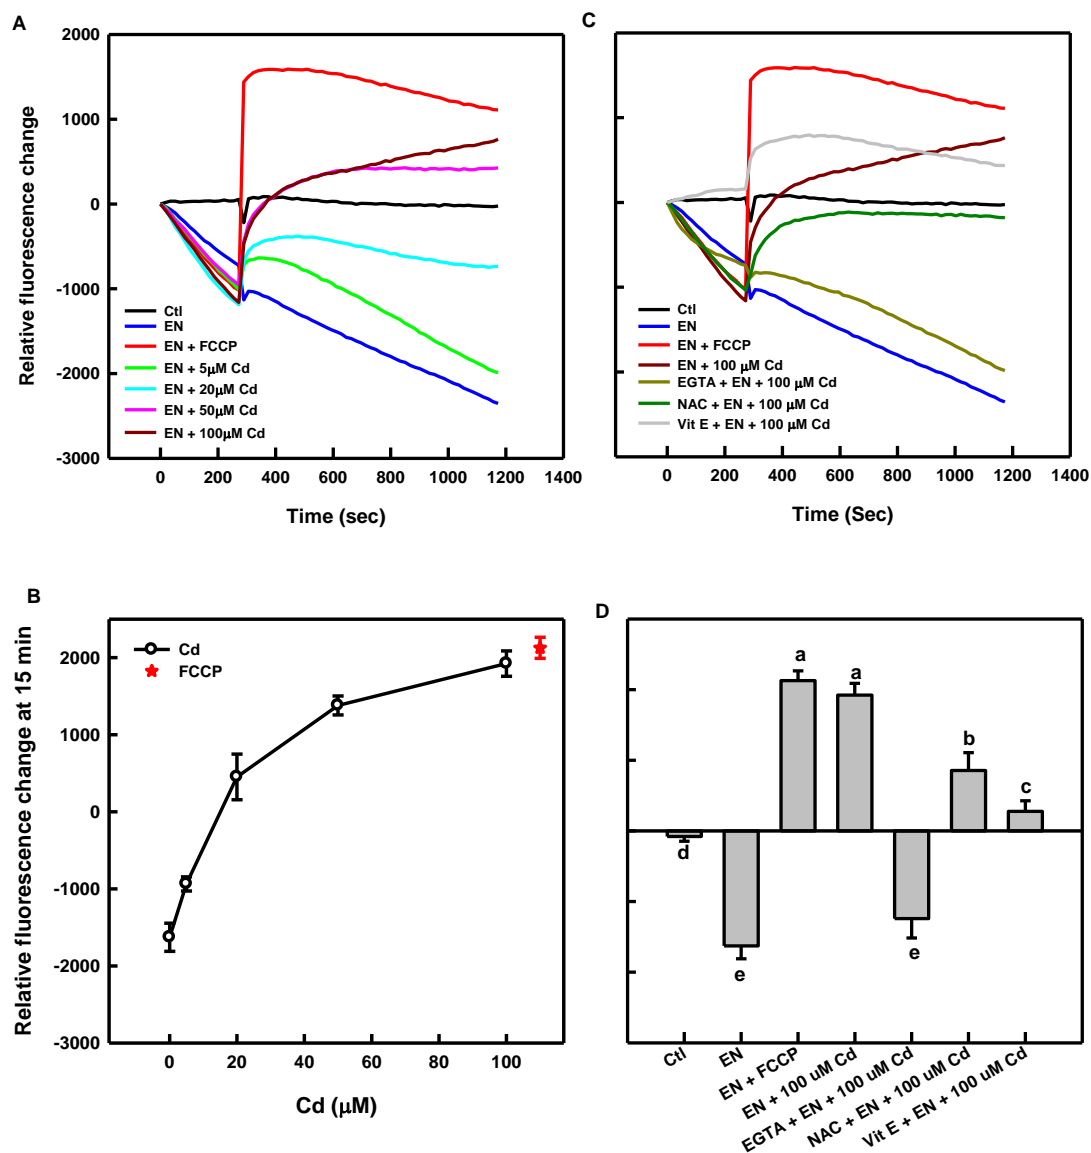 A
2000
1000
0
-1000
-2000
-3000
Relative fluorescence change
Ctl
EN
EN + FCCP
EN + 5μM Cd
EN + 20μM Cd
EN + 50μM Cd
EN + 100μM Cd
0 200 400 600 800 1000 1200 1400
Time (sec)
C
Ctl
EN
EN + FCCP
EN + 100 μM Cd
EGTA + EN + 100 μM Cd
NAC + EN + 100 μM Cd
Vit E + EN + 100 μM Cd
0 200 400 600 800 1000 1200 1400
Time (Sec)
B
Relative fluorescence change at 15 min
2000
1000
0
-1000
-2000
-3000
Cd
FCCP
0 20 40 60 80 100
Cd (μM)
D
a
a
b
c
d
e
e
Ctl
EN
EN + FCCP
EN + 100 uM Cd
EGTA + EN + 100 uM Cd
NAC + EN + 100 uM Cd
Vit E + EN + 100 uM Cd